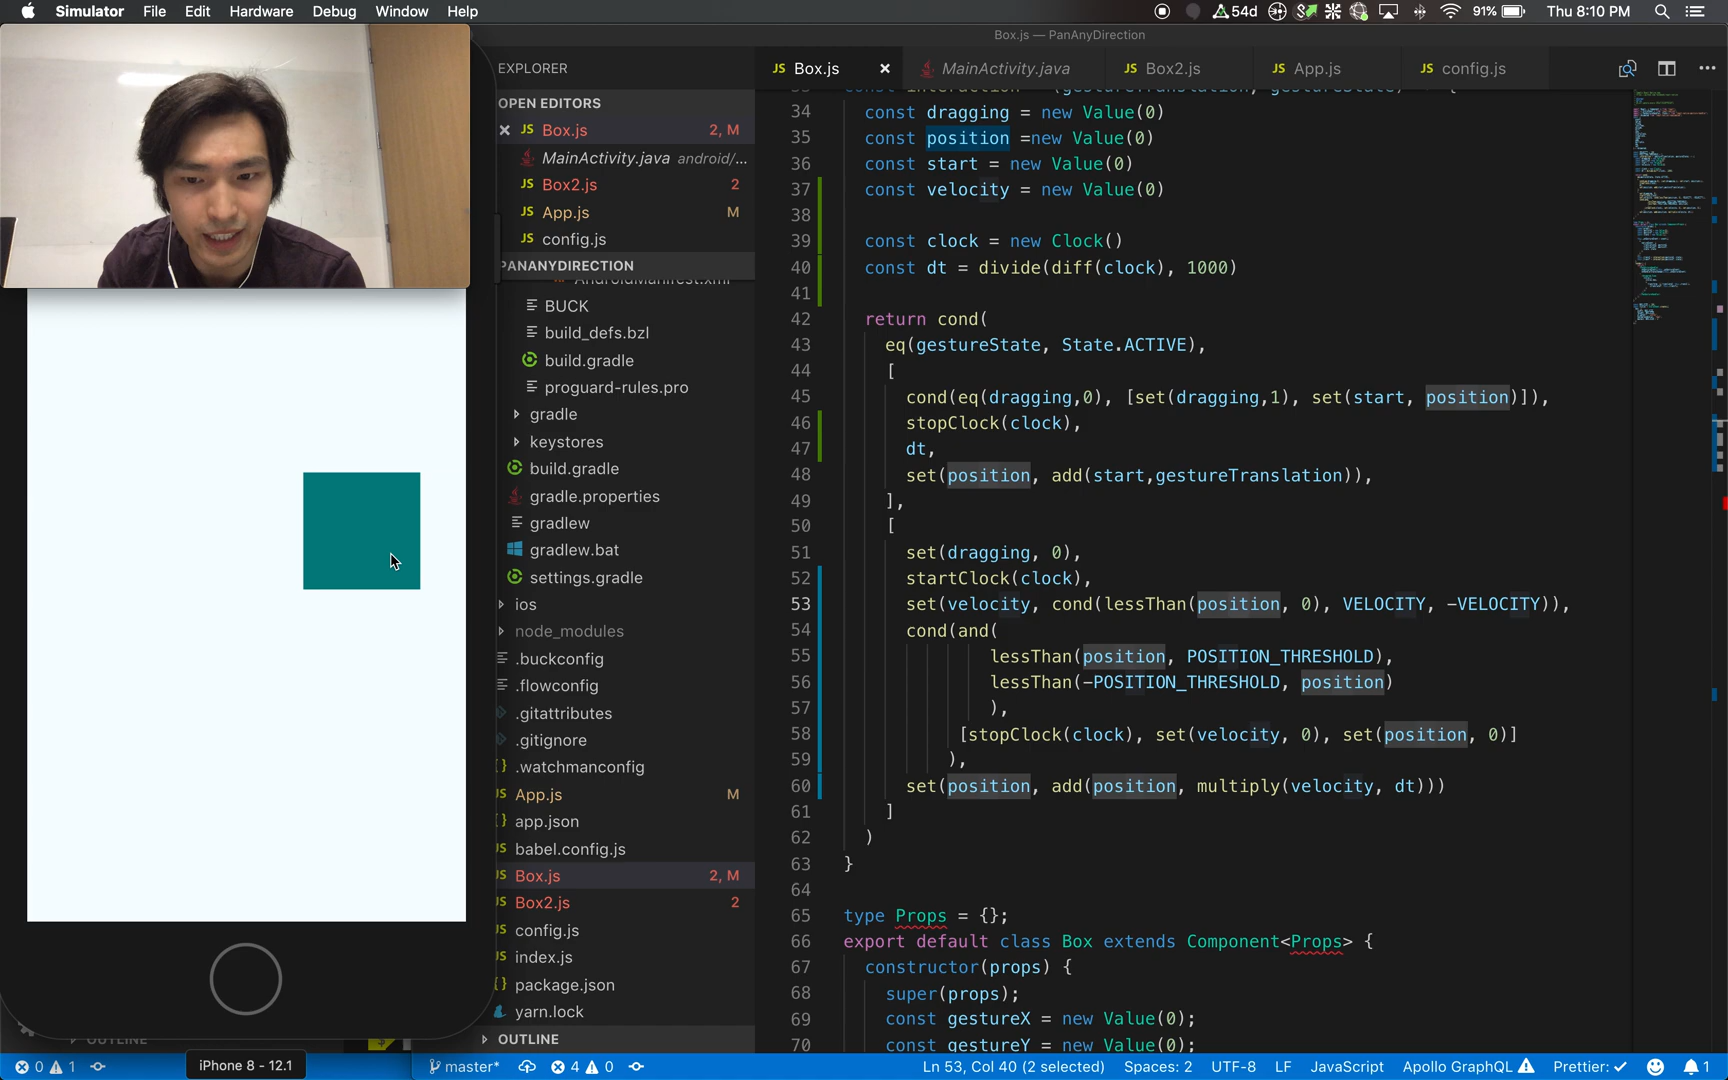 Simulator File Edit Hardware Debug Window Help 54d 91% Thu 8:10 PM
Box.js — PanAnyDirection
EXPLORER
OPEN EDITORS
JS Box.js 2, M
MainActivity.java android/...
JS Box2.js 2
JS App.js M
JS config.js
PANANYDIRECTION
AndroidManifest.xml
BUCK
build_defs.bzl
build.gradle
proguard-rules.pro
gradle
keystores
build.gradle
gradle.properties
gradlew
gradlew.bat
settings.gradle
ios
node_modules
.buckconfig
.flowconfig
.gitattributes
.gitignore
.watchmanconfig
App.js M
app.json
babel.config.js
Box.js 2, M
Box2.js 2
config.js
index.js
package.json
yarn.lock
OUTLINE
OUTLINE
JS Box.js MainActivity.java JS Box2.js JS App.js JS config.js
34 const dragging = new Value(0)
35 const position =new Value(0)
36 const start = new Value(0)
37 const velocity = new Value(0)
38
39 const clock = new Clock()
40 const dt = divide(diff(clock), 1000)
41
42 return cond(
43 eq(gestureState, State.ACTIVE),
44 [
45 cond(eq(dragging,0), [set(dragging,1), set(start, position)]),
46 stopClock(clock),
47 dt,
48 set(position, add(start,gestureTranslation)),
49 ],
50 [
51 set(dragging, 0),
52 startClock(clock),
53 set(velocity, cond(lessThan(position, 0), VELOCITY, -VELOCITY)),
54 cond(and(
55 lessThan(position, POSITION_THRESHOLD),
56 lessThan(-POSITION_THRESHOLD, position)
57 ),
58 [stopClock(clock), set(velocity, 0), set(position, 0)]
59 ),
60 set(position, add(position, multiply(velocity, dt)))
61 ]
62 )
63 }
64
65 type Props = {};
66 export default class Box extends Component<Props> {
67 constructor(props) {
68 super(props);
69 const gestureX = new Value(0);
70 const gestureY = new Value(0);
0 1 iPhone 8 - 12.1 master* 4 0 Ln 53, Col 40 (2 selected) Spaces: 2 UTF-8 LF JavaScript Apollo GraphQL Prettier: 1